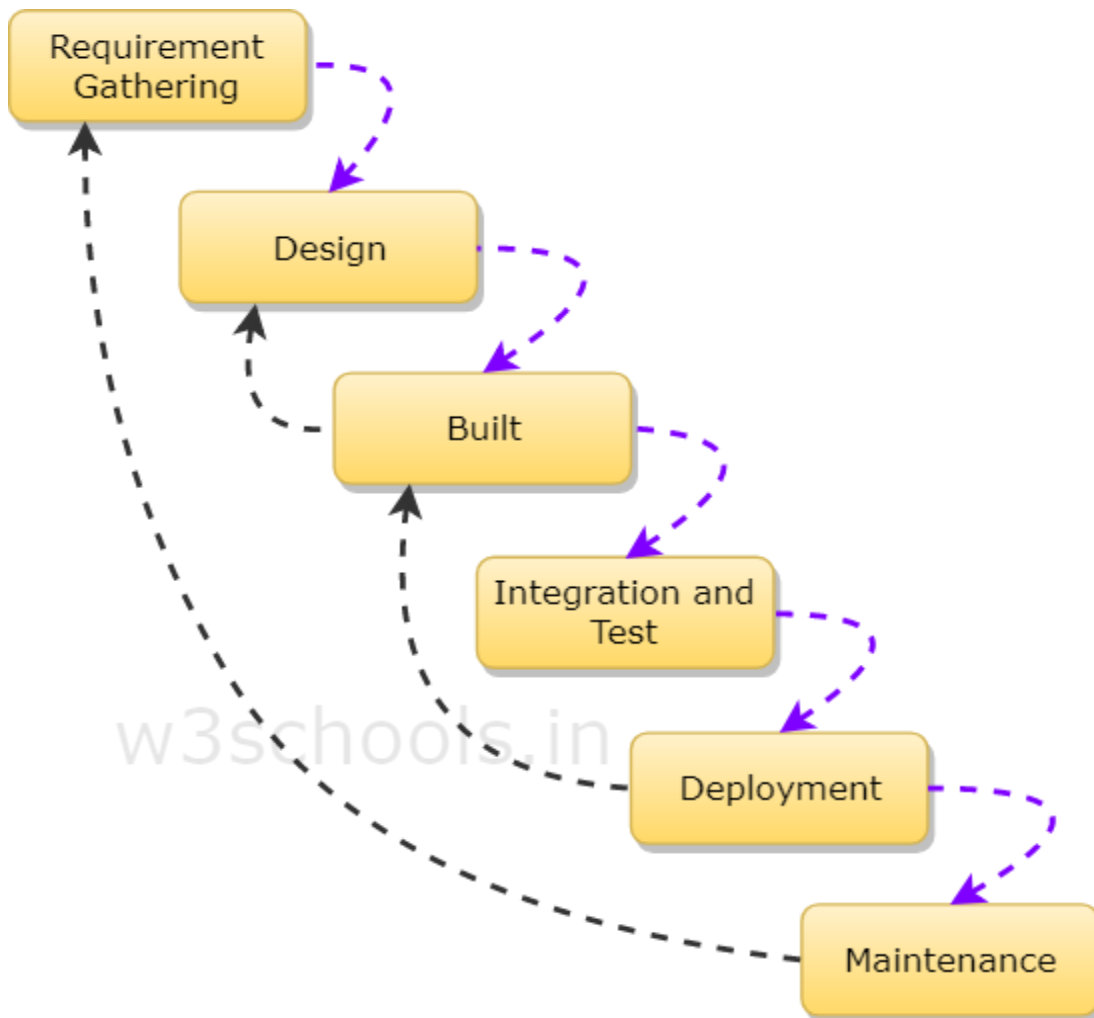 Requirement
Gathering
Design
Built
Integration and
Test
w3schools.in
Deployment
Maintenance